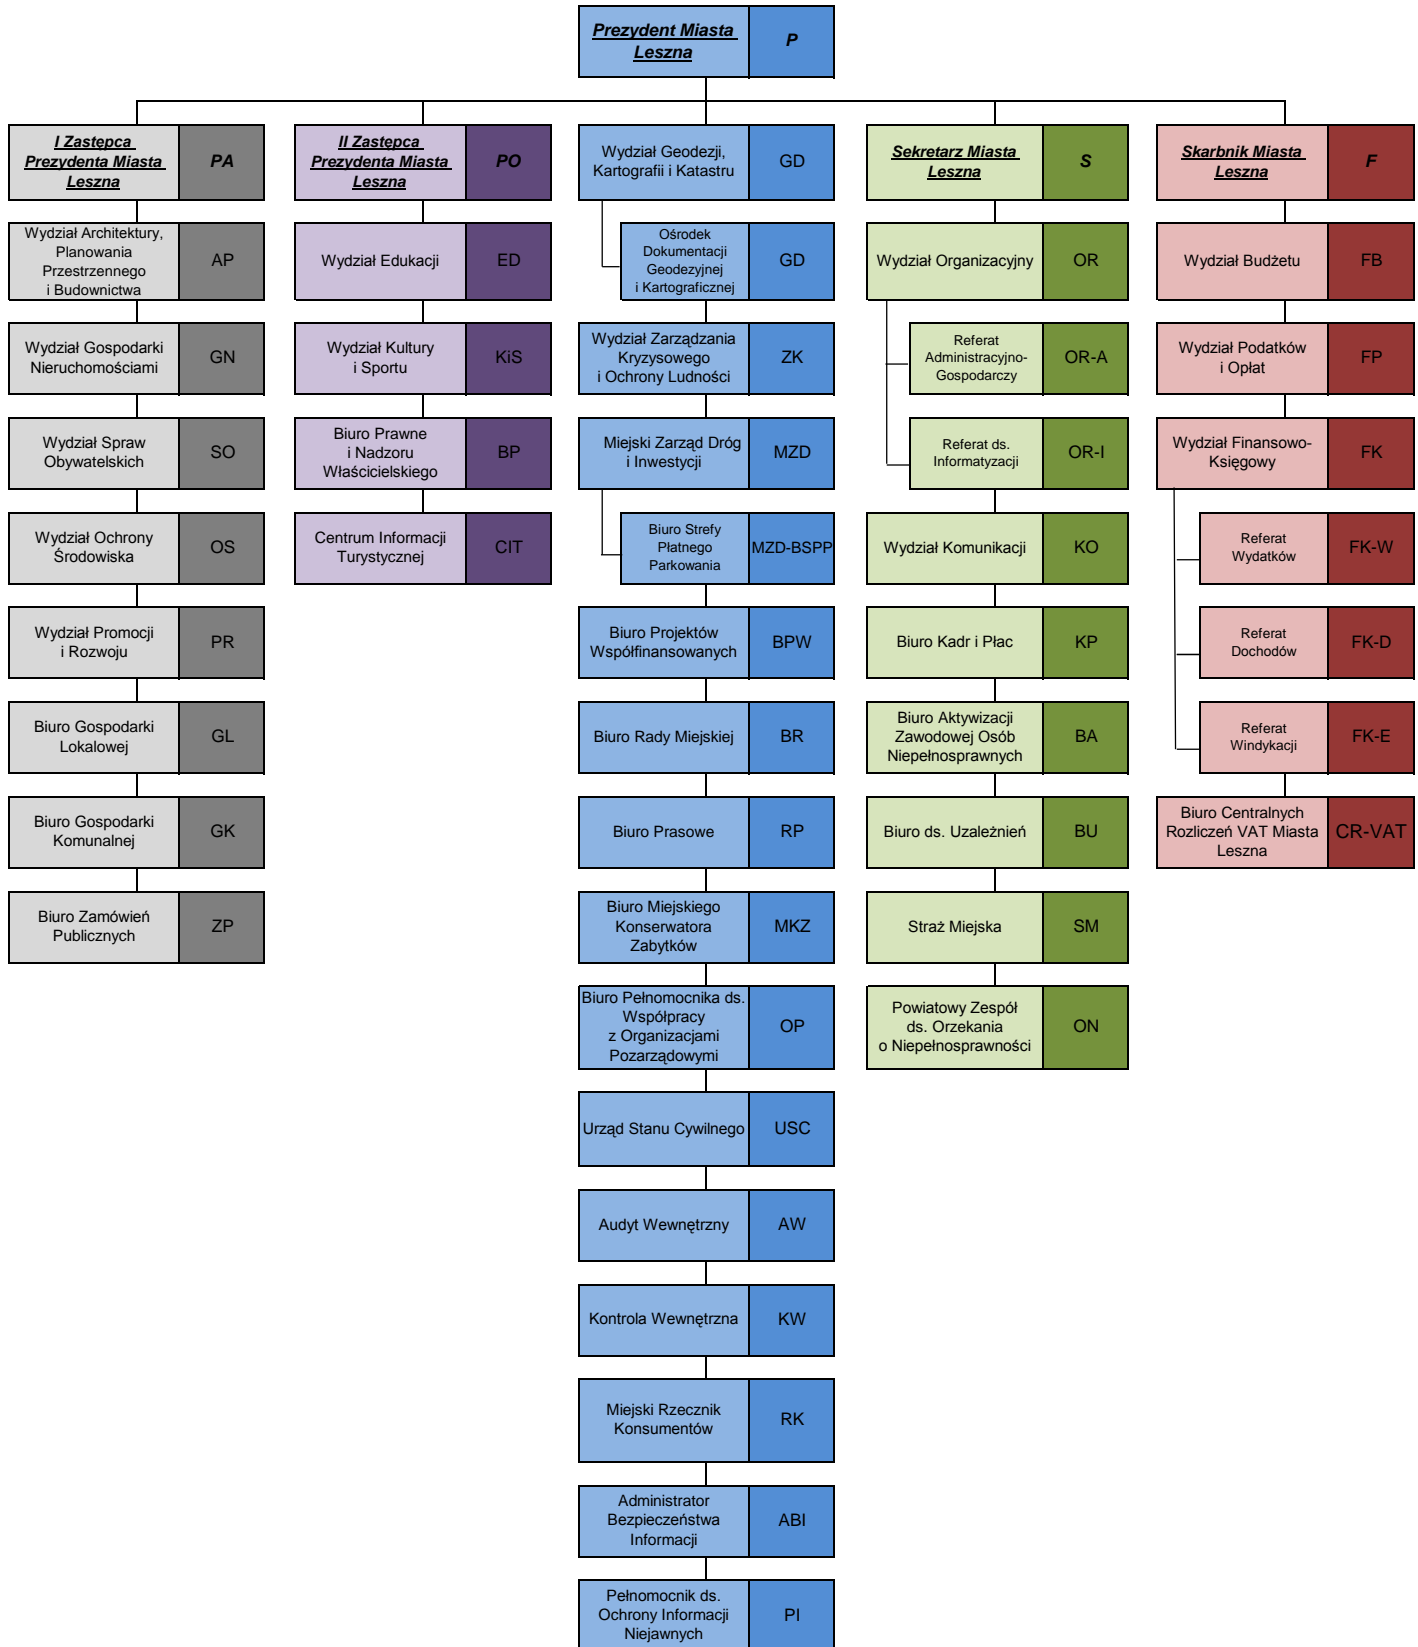 Prezydent Miasta
Leszna
P
I Zastępca
Prezydenta Miasta
Leszna
PA
Wydział Architektury,
Planowania
Przestrzennego
i Budownictwa
AP
Wydział Gospodarki
Nieruchomościami
GN
Wydział Spraw
Obywatelskich
SO
Wydział Ochrony
Środowiska
OS
Wydział Promocji
i Rozwoju
PR
Biuro Gospodarki
Lokalowej
GL
Biuro Gospodarki
Komunalnej
GK
Biuro Zamówień
Publicznych
ZP
II Zastępca
Prezydenta Miasta
Leszna
PO
Wydział Edukacji
ED
Wydział Kultury
i Sportu
KiS
Biuro Prawne
i Nadzoru
Właścicielskiego
BP
Centrum Informacji
Turystycznej
CIT
Wydział Geodezji,
Kartografii i Katastru
GD
Ośrodek
Dokumentacji
Geodezyjnej
i Kartograficznej
GD
Wydział Zarządzania
Kryzysowego
i Ochrony Ludności
ZK
Miejski Zarząd Dróg
i Inwestycji
MZD
Biuro Strefy
Płatnego
Parkowania
MZD-BSPP
Biuro Projektów
Współfinansowanych
BPW
Biuro Rady Miejskiej
BR
Biuro Prasowe
RP
Biuro Miejskiego
Konserwatora
Zabytków
MKZ
Biuro Pełnomocnika ds.
Współpracy
z Organizacjami
Pozarządowymi
OP
Urząd Stanu Cywilnego
USC
Audyt Wewnętrzny
AW
Kontrola Wewnętrzna
KW
Miejski Rzecznik
Konsumentów
RK
Administrator
Bezpieczeństwa
Informacji
ABI
Pełnomocnik ds.
Ochrony Informacji
Niejawnych
PI
Sekretarz Miasta
Leszna
S
Wydział Organizacyjny
OR
Referat
Administracyjno-
Gospodarczy
OR-A
Referat ds.
Informatyzacji
OR-I
Wydział Komunikacji
KO
Biuro Kadr i Płac
KP
Biuro Aktywizacji
Zawodowej Osób
Niepełnosprawnych
BA
Biuro ds. Uzależnień
BU
Straż Miejska
SM
Powiatowy Zespół
ds. Orzekania
o Niepełnosprawności
ON
Skarbnik Miasta
Leszna
F
Wydział Budżetu
FB
Wydział Podatków
i Opłat
FP
Wydział Finansowo-
Księgowy
FK
Referat
Wydatków
FK-W
Referat
Dochodów
FK-D
Referat
Windykacji
FK-E
Biuro Centralnych
Rozliczeń VAT Miasta
Leszna
CR-VAT